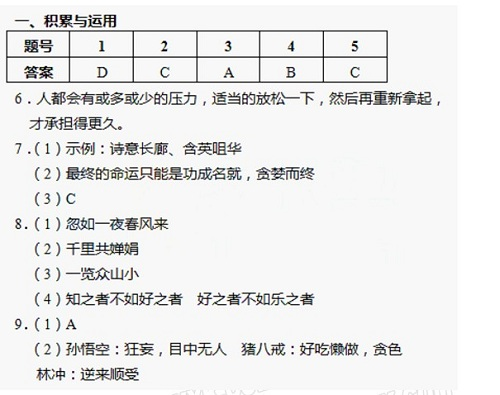 一、积累与运用
题号 1 2 3 4 5
答案 D C A B C
6．人都会有或多或少的压力，适当的放松一下，然后再重新拿起，
才承担得更久。
7．（1）示例：诗意长廊、含英咀华
（2）最终的命运只能是功成名就，贪婪而终
（3）C
8．（1）忽如一夜春风来
（2）千里共婵娟
（3）一览众山小
（4）知之者不如好之者 好之者不如乐之者
9．（1）A
（2）孙悟空：狂妄，目中无人 猪八戒：好吃懒做，贪色
林冲：逆来顺受